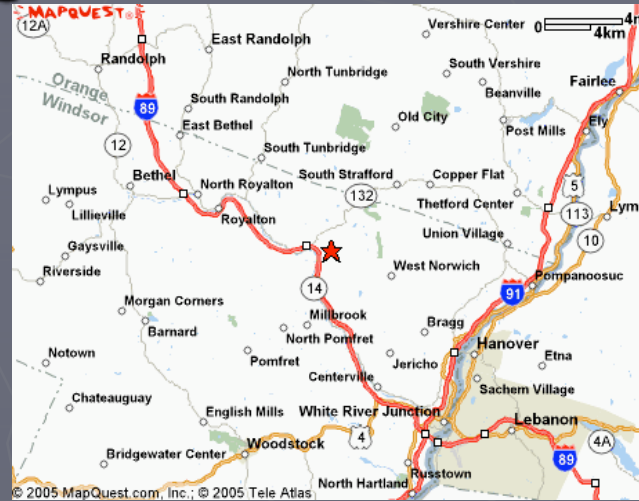 MAPQUEST
12A
Vershire Center
0
4m
4km
East Randolph
Randolph
South Vershire
North Tunbridge
Fairlee
Orange
Windsor
Beanville
89
South Randolph
Old City
Ely
East Bethel
Post Mills
12
South Tunbridge
Bethel
South Strafford
Copper Flat
5
Lympus
North Royalton
132
Thetford Center
113
Lym
Lillieville
Royalton
Union Village
10
Gaysville
West Norwich
Riverside
Pompanoosuc
14
91
Morgan Corners
Millbrook
Barnard
North Pomfret
Bragg
Hanover
Notown
Pomfret
Jericho
Etna
Centerville
Sachem Village
Chateauguay
English Mills
White River Junction
Lebanon
4
4A
Woodstock
Bridgewater Center
89
Russtown
North Hartland
© 2005 MapQuest.com, Inc.; © 2005 Tele Atlas